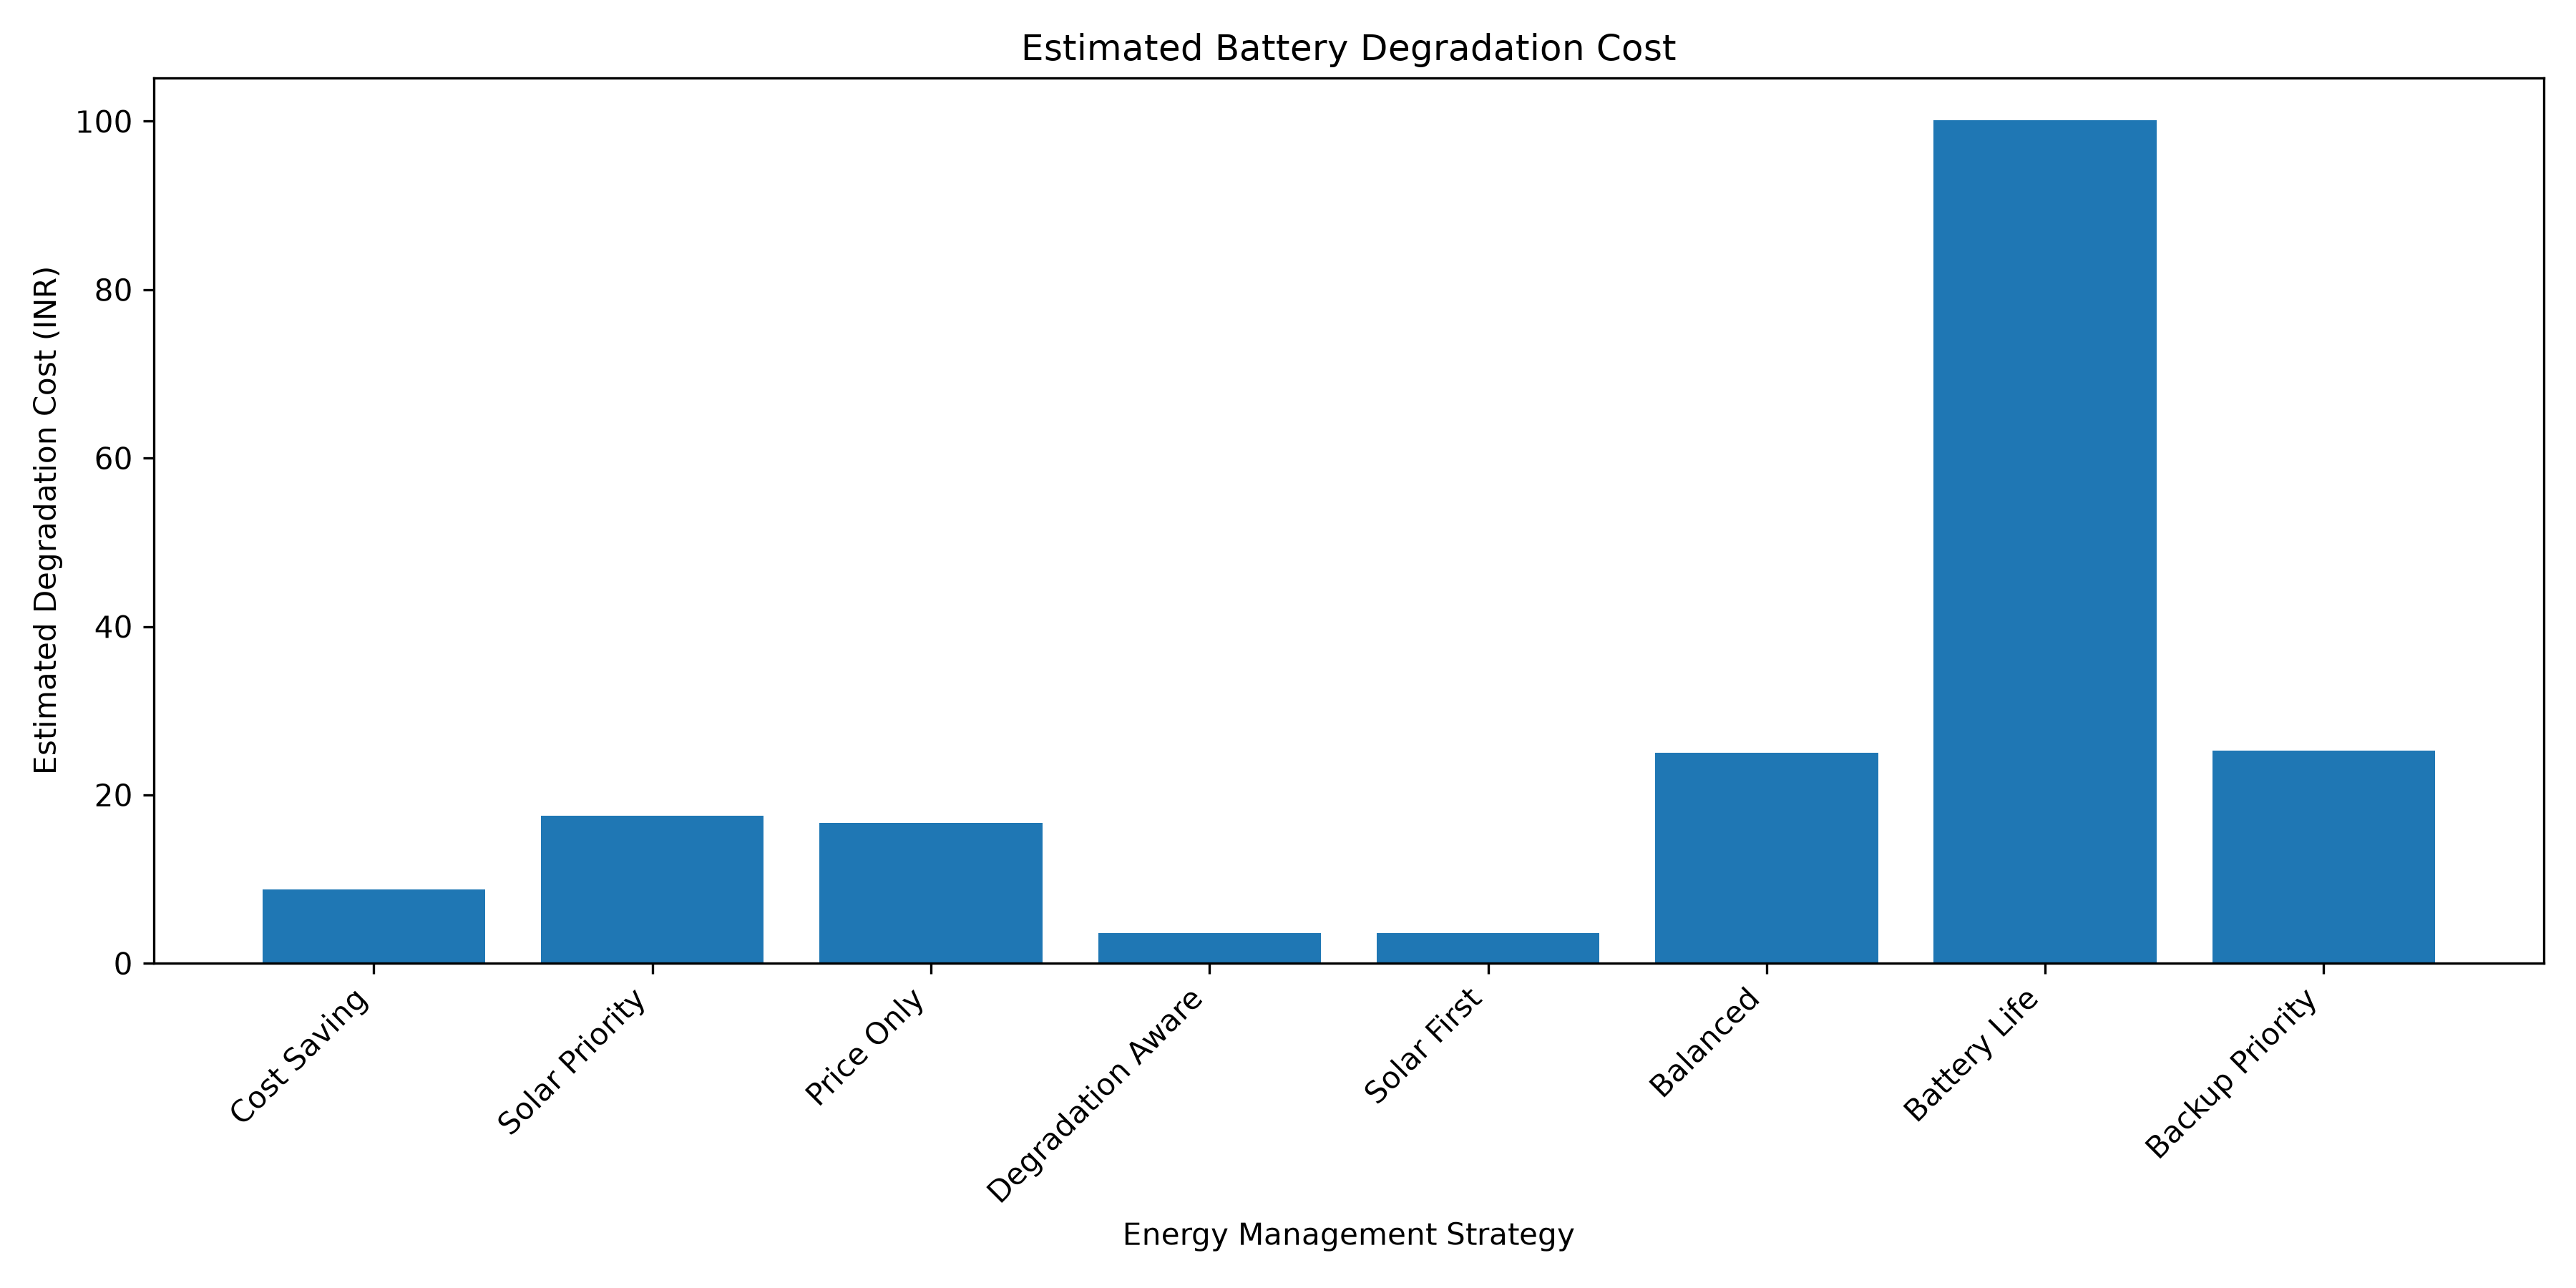 Estimated Battery Degradation Cost
Estimated Degradation Cost (INR)
100
80
60
40
20
0
Cost Saving
Solar Priority
Price Only
Degradation Aware
Solar First
Balanced
Battery Life
Backup Priority
Energy Management Strategy